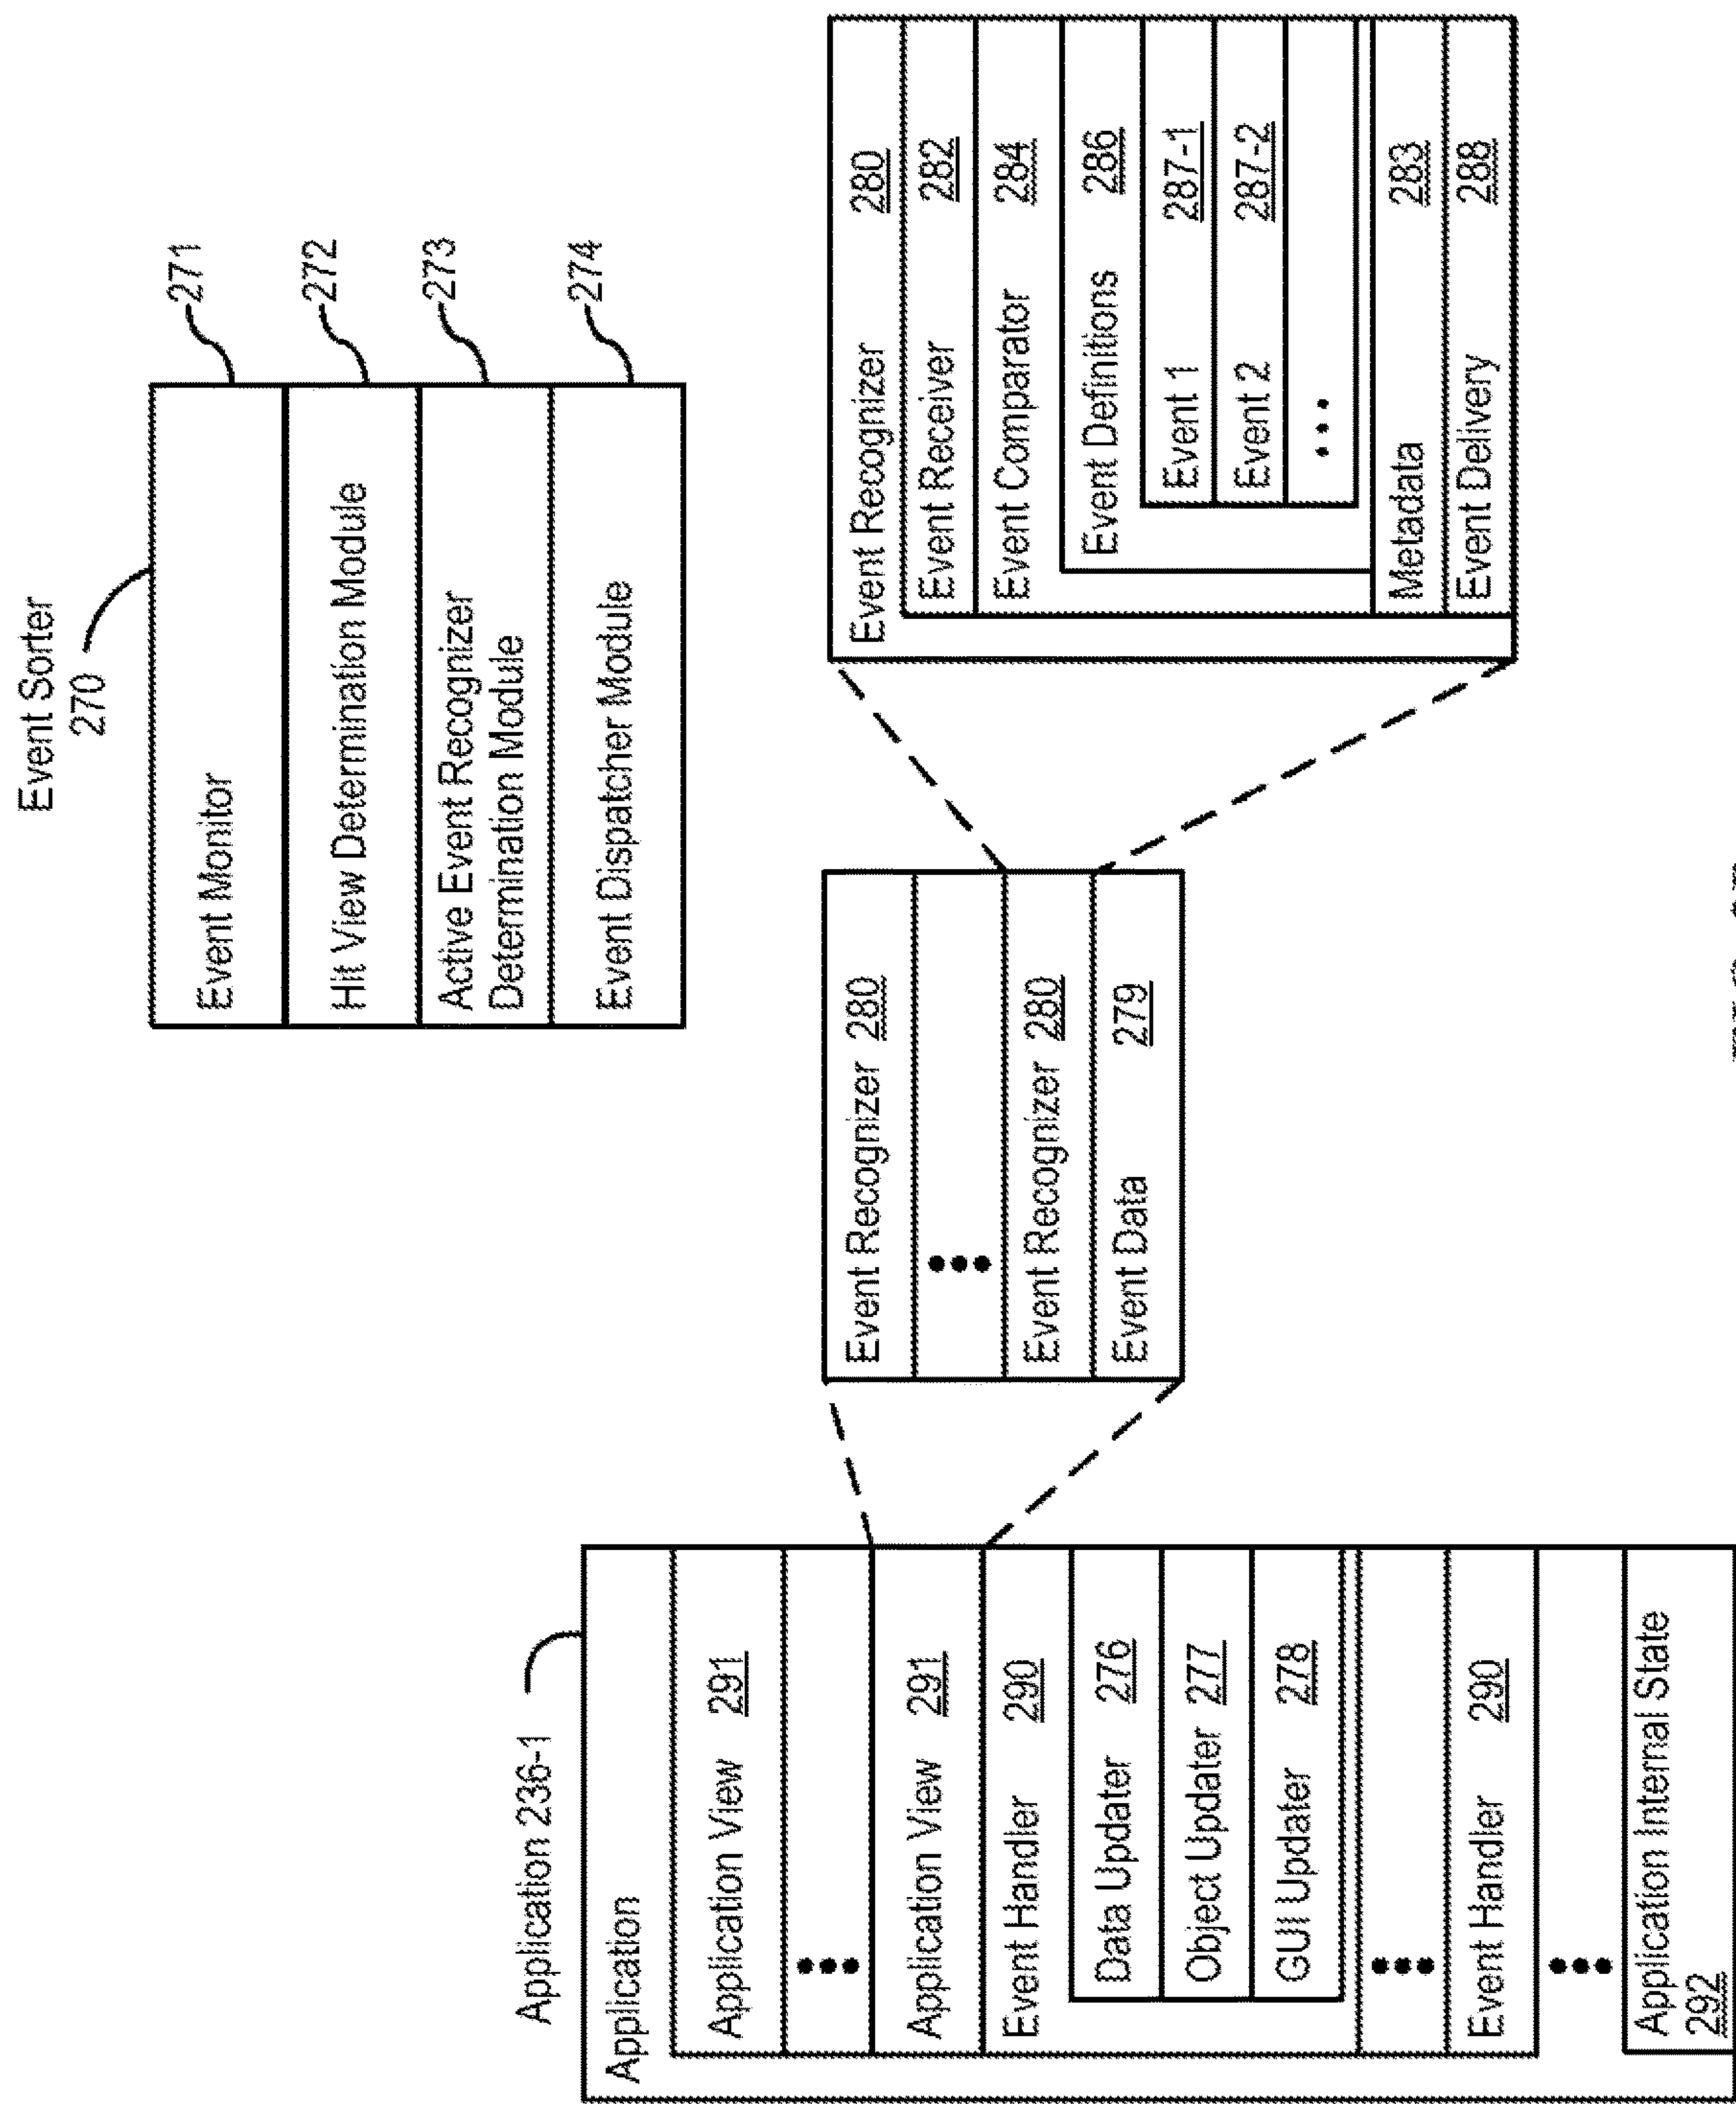 Event Sorter
270
Event Monitor
271
Hit View Determination Module
272
Active Event Recognizer
Determination Module
273
Event Dispatcher Module
274
Application 236-1
Application
Application View 291
Application View 291
Event Handler 290
Data Updater 276
Object Updater 277
GUI Updater 278
Event Handler 290
Application Internal State
292
Event Recognizer 280
Event Recognizer 280
Event Data 279
Event Recognizer 280
Event Receiver 282
Event Comparator 284
Event Definitions 286
Event 1 287-1
Event 2 287-2
Metadata 283
Event Delivery 288